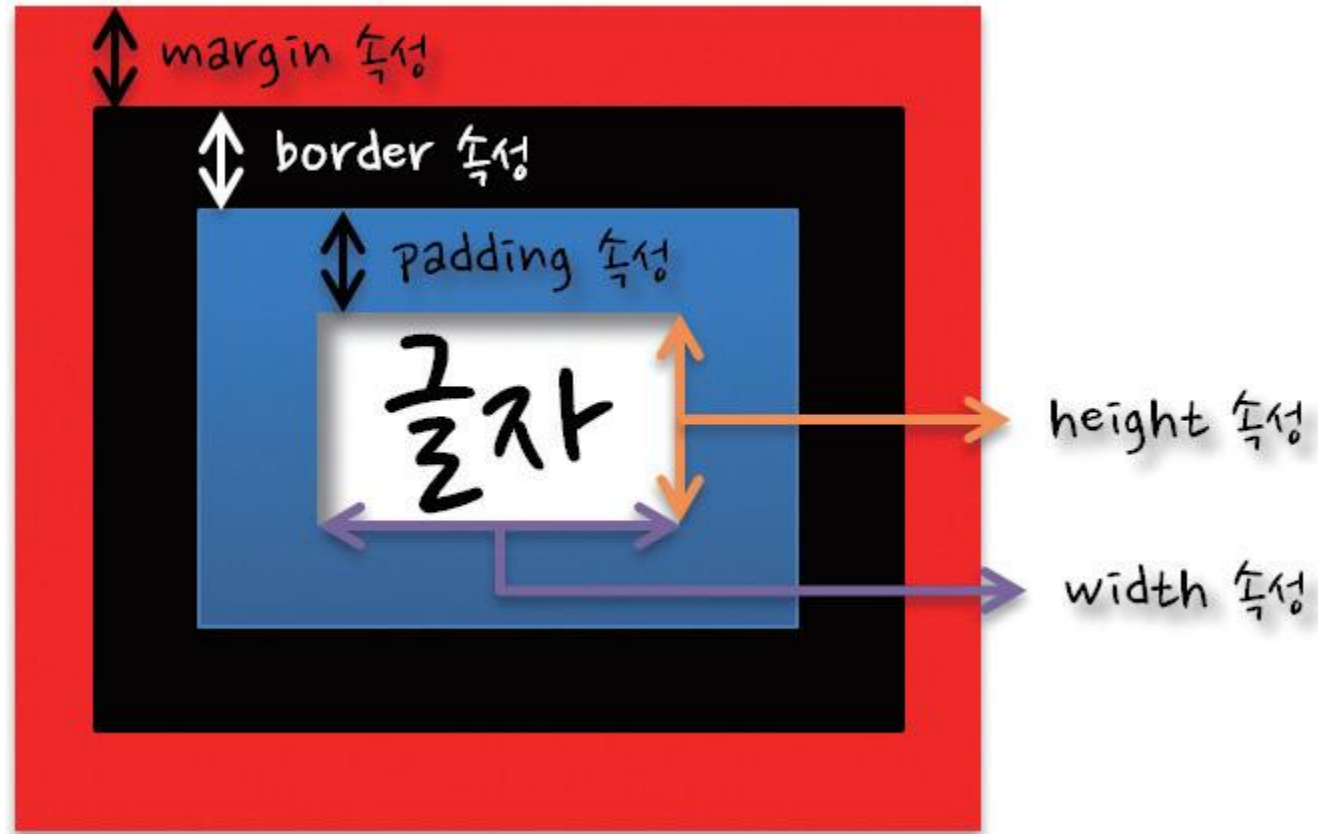 margin 속성
border 속성
padding 속성
글자
height 속성
width 속성